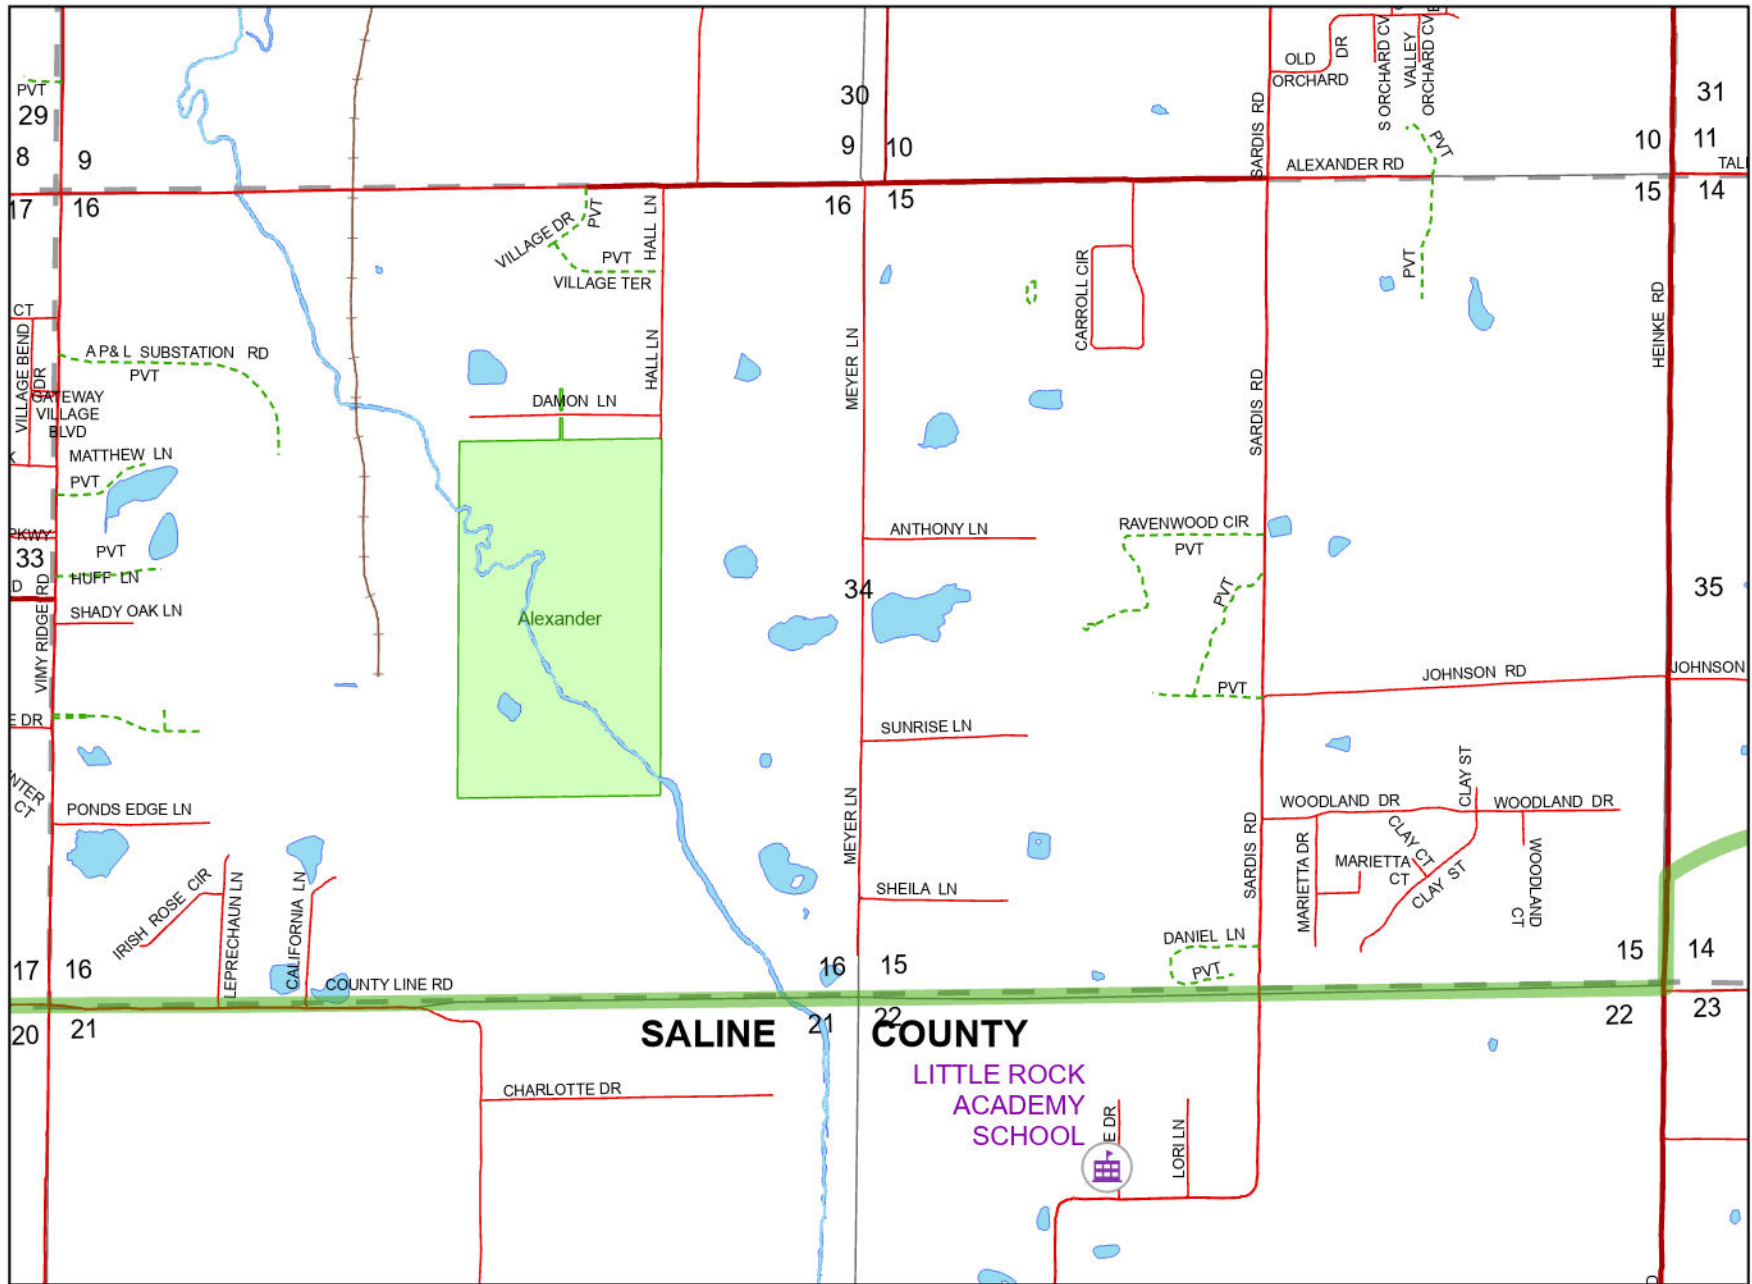 PVT
29
8
9
30
9
10
OLD
ORCHARD
DR
S ORCHARD CV
VALLEY
ORCHARD CV
SARDIS RD
PVT
ALEXANDER RD
10
31
11
17
16
VILLAGE DR
PVT
HALL LN
PVT
VILLAGE TER
16
15
15
14
CARROLL CIR
PVT
HEINKE RD
CT
VILLAGE BEND
DR
A P& L SUBSTATION RD
PVT
GATEWAY
VILLAGE
BLVD
HALL LN
MEYER LN
SARDIS RD
DAMON LN
MATTHEW LN
PVT
PKWY
33
D
PVT
HUFF LN
SHADY OAK LN
VIMY RIDGE RD
Alexander
ANTHONY LN
34
RAVENWOOD CIR
PVT
PVT
PVT
35
JOHNSON RD
JOHNSON
E DR
SUNRISE LN
CT
PONDS EDGE LN
MEYER LN
SARDIS RD
WOODLAND DR
CLAY ST
WOODLAND DR
MARIETTA DR
MARIETTA
CT
CLAY CT
CLAY ST
WOODLAND
CT
IRISH ROSE CIR
LEPRECHAUN LN
CALIFORNIA LN
SHEILA LN
DANIEL LN
PVT
17
16
COUNTY LINE RD
16
15
15
14
20
21
21
22
22
23
SALINE COUNTY
LITTLE ROCK
ACADEMY
SCHOOL
CHARLOTTE DR
E DR
LORI LN